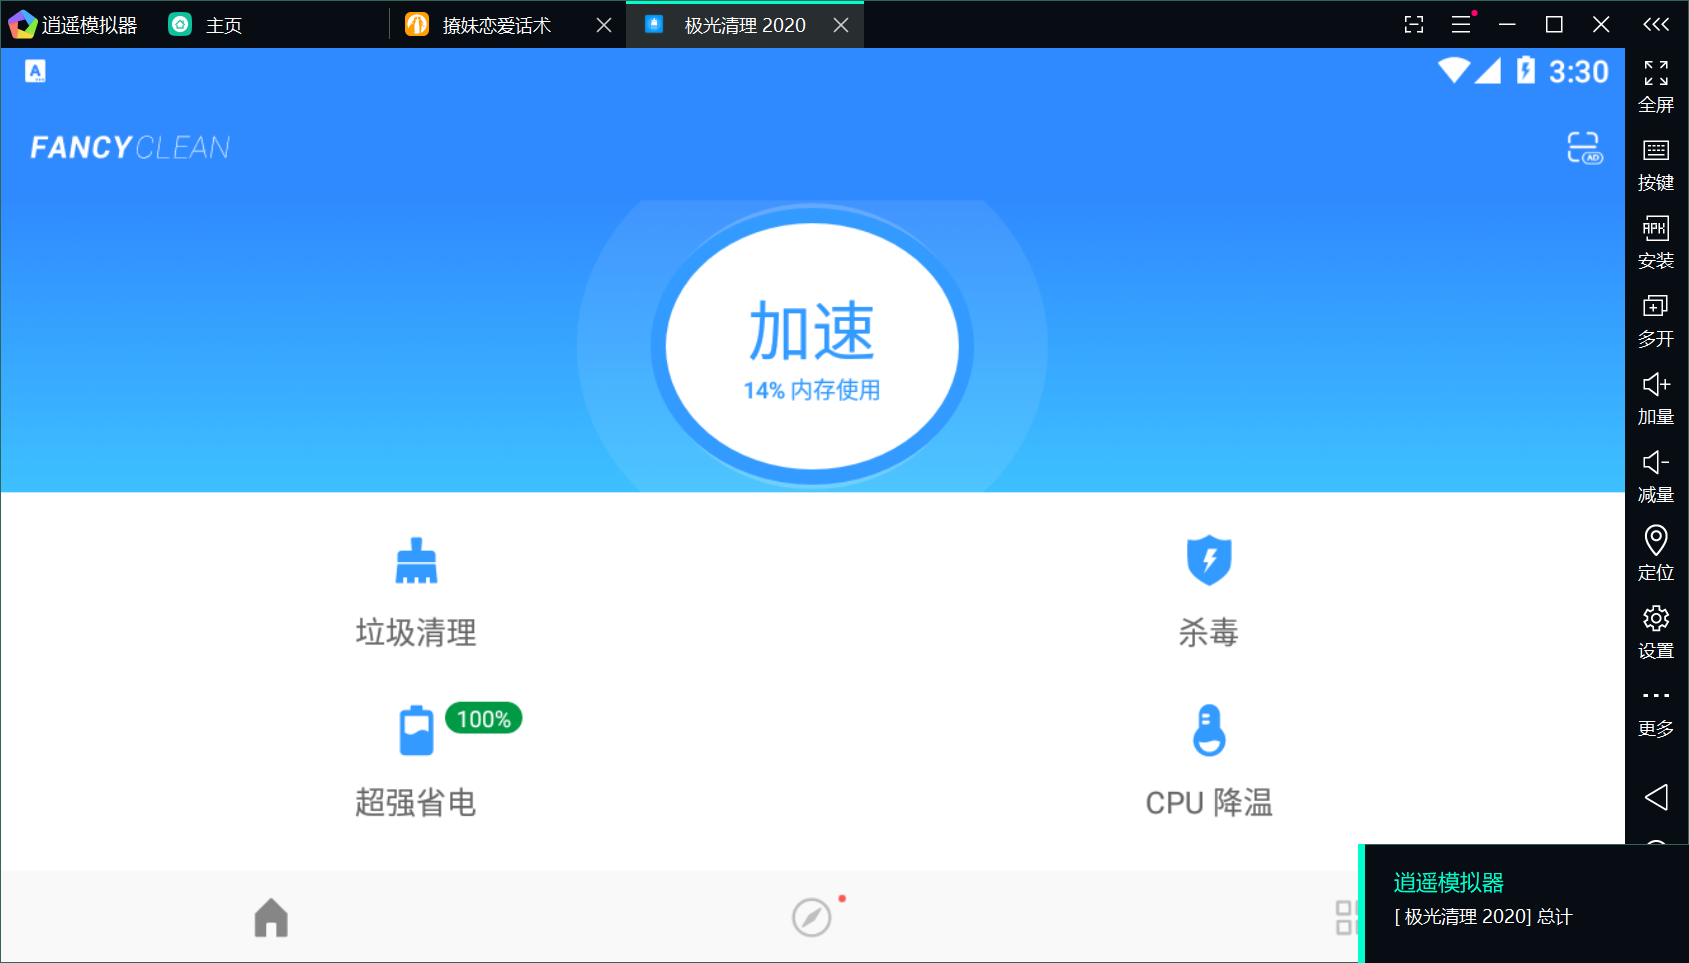 逍遥模拟器
主页
撩妹恋爱话术
极光清理 2020
A
3:30
全屏
FANCYCLEAN
AD
按键
APK
安装
多开
加速
14% 内存使用
加量
减量
定位
垃圾清理
杀毒
设置
100%
更多
超强省电
CPU 降温
逍遥模拟器
[ 极光清理 2020] 总计